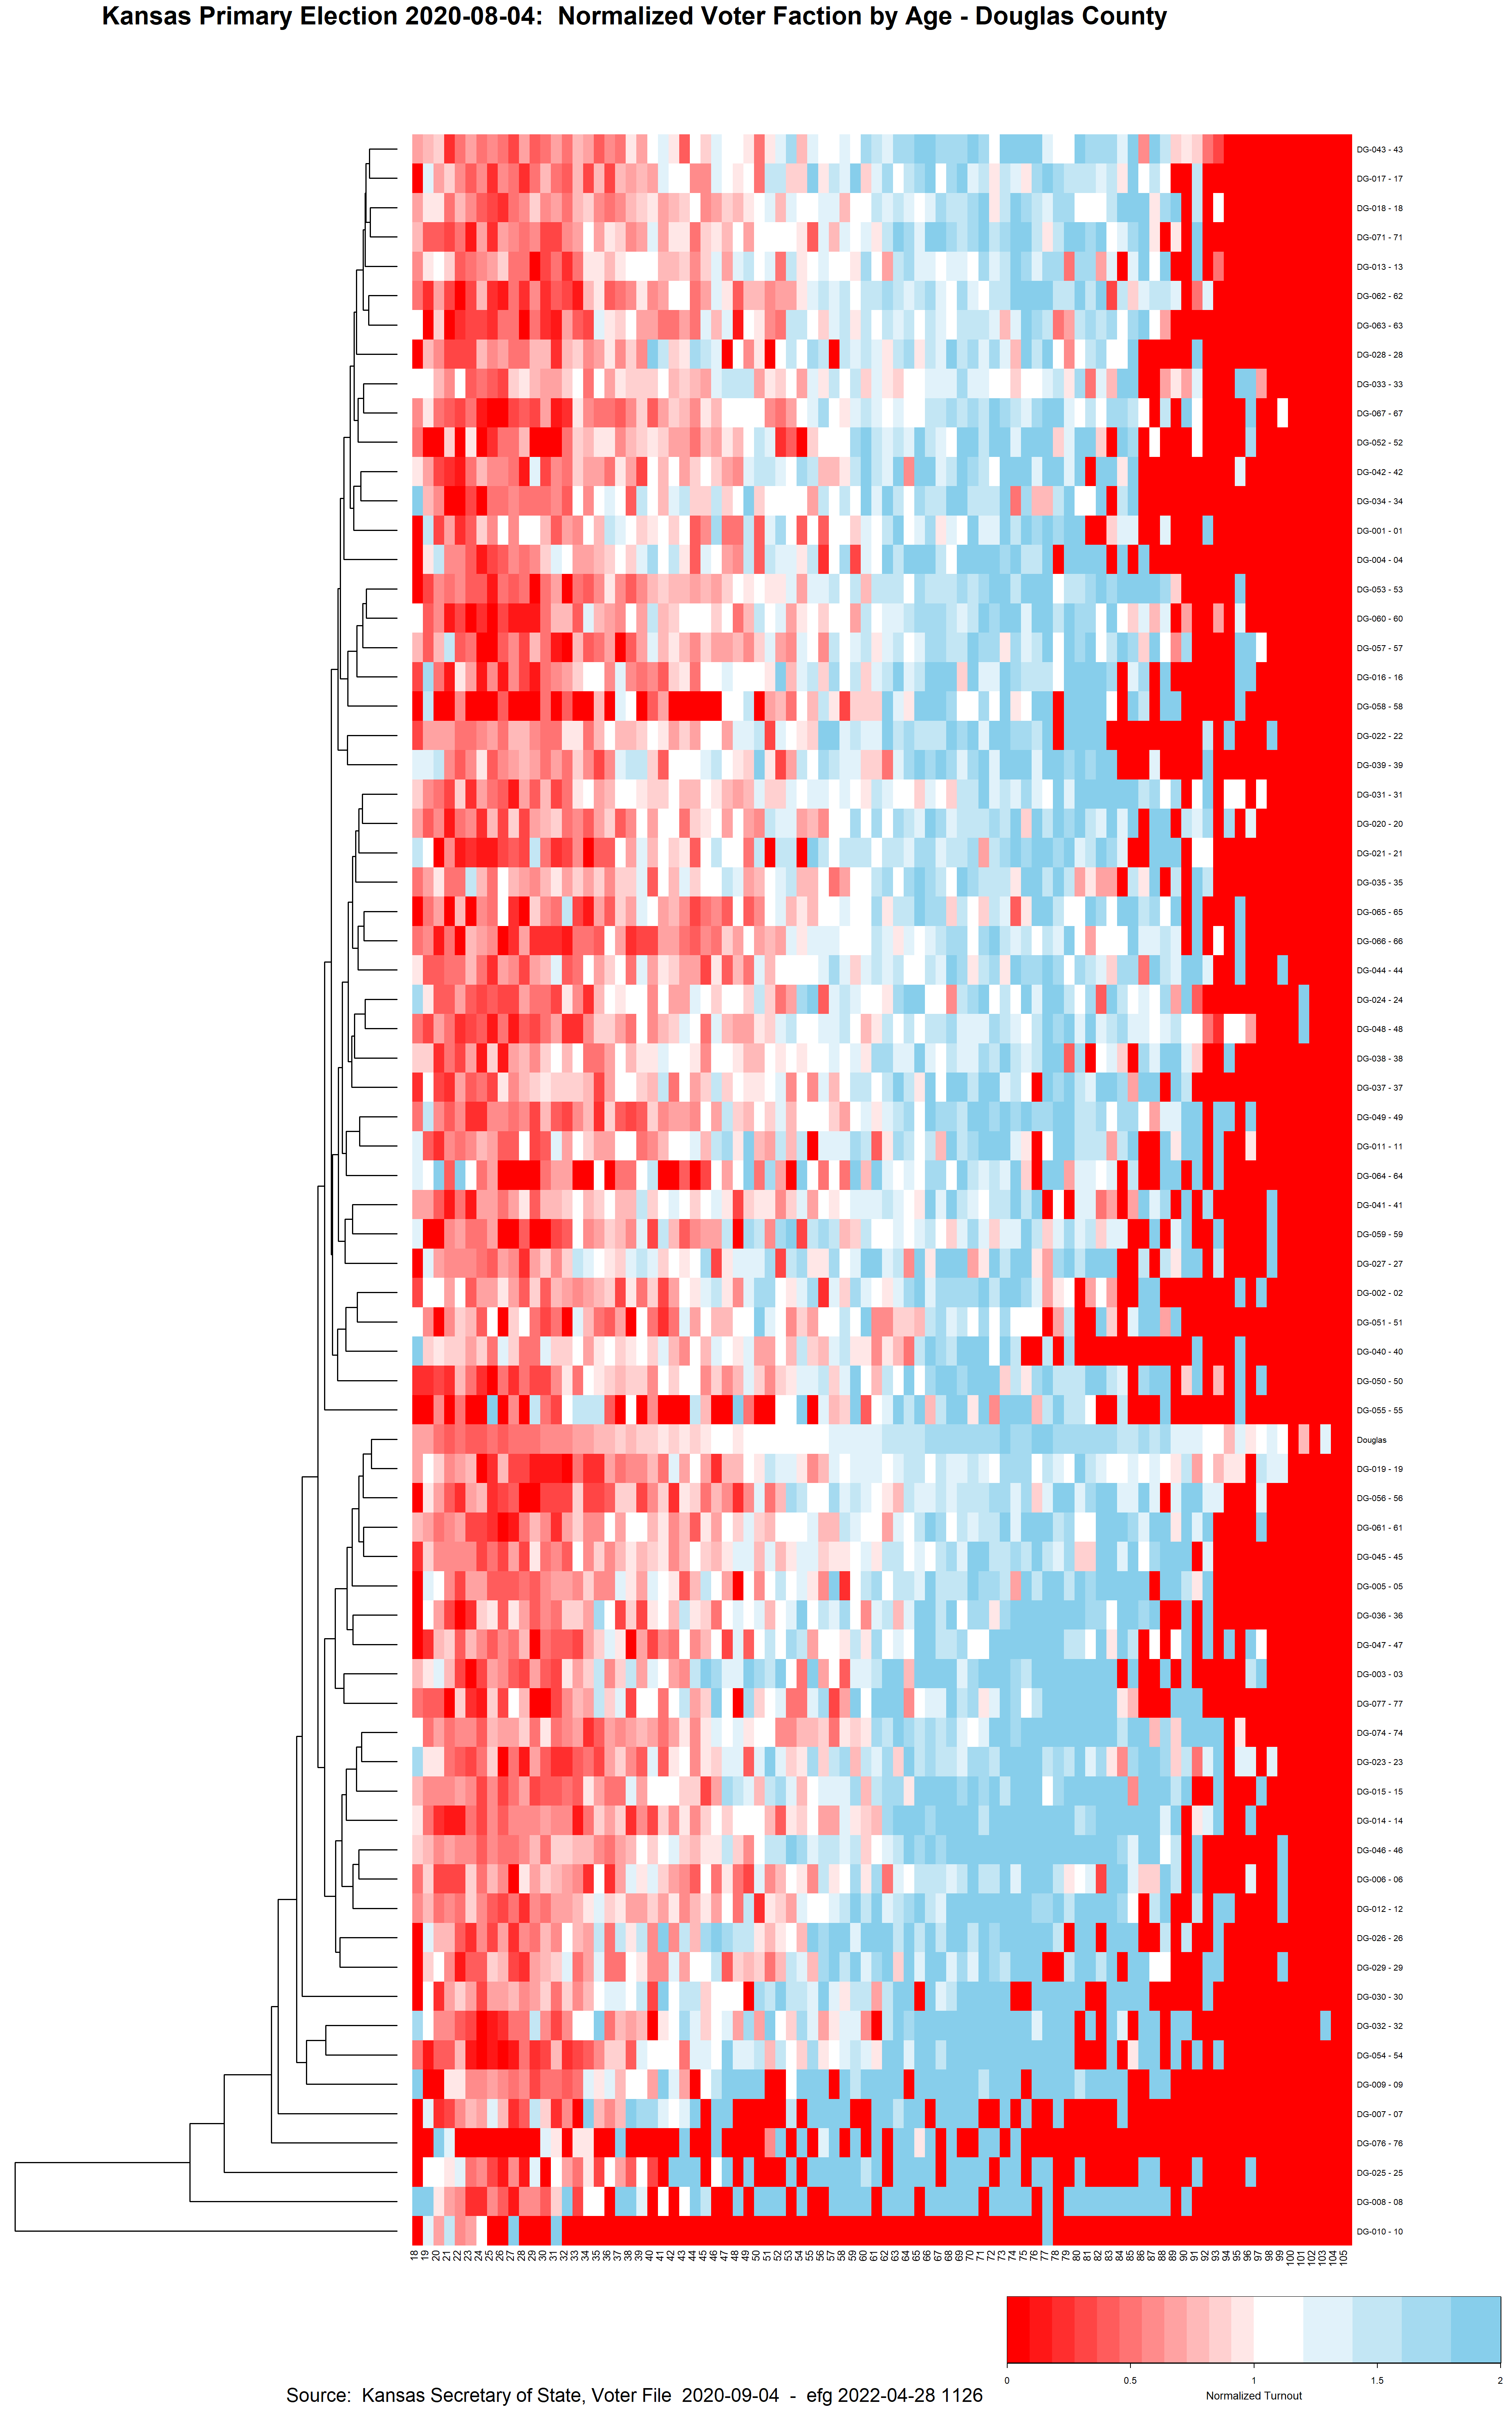 Kansas Primary Election 2020-08-04:  Normalized Voter Faction by Age - Douglas County
DG-043 - 43
DG-017 - 17
DG-018 - 18
DG-071 - 71
DG-013 - 13
DG-062 - 62
DG-063 - 63
DG-028 - 28
DG-033 - 33
DG-067 - 67
DG-052 - 52
DG-042 - 42
DG-034 - 34
DG-001 - 01
DG-004 - 04
DG-053 - 53
DG-060 - 60
DG-057 - 57
DG-016 - 16
DG-058 - 58
DG-022 - 22
DG-039 - 39
DG-031 - 31
DG-020 - 20
DG-021 - 21
DG-035 - 35
DG-065 - 65
DG-066 - 66
DG-044 - 44
DG-024 - 24
DG-048 - 48
DG-038 - 38
DG-037 - 37
DG-049 - 49
DG-011 - 11
DG-064 - 64
DG-041 - 41
DG-059 - 59
DG-027 - 27
DG-002 - 02
DG-051 - 51
DG-040 - 40
DG-050 - 50
DG-055 - 55
Douglas
DG-019 - 19
DG-056 - 56
DG-061 - 61
DG-045 - 45
DG-005 - 05
DG-036 - 36
DG-047 - 47
DG-003 - 03
DG-077 - 77
DG-074 - 74
DG-023 - 23
DG-015 - 15
DG-014 - 14
DG-046 - 46
DG-006 - 06
DG-012 - 12
DG-026 - 26
DG-029 - 29
DG-030 - 30
DG-032 - 32
DG-054 - 54
DG-009 - 09
DG-007 - 07
DG-076 - 76
DG-025 - 25
DG-008 - 08
DG-010 - 10
18 19 20 21 22 23 24 25 26 27 28 29 30 31 32 33 34 35 36 37 38 39 40 41 42 43 44 45 46 47 48 49 50 51 52 53 54 55 56 57 58 59 60 61 62 63 64 65 66 67 68 69 70 71 72 73 74 75 76 77 78 79 80 81 82 83 84 85 86 87 88 89 90 91 92 93 94 95 96 97 98 99 100 101 102 103 104 105
0 0.5 1 1.5 2
Normalized Turnout
Source:  Kansas Secretary of State, Voter File  2020-09-04  -  efg 2022-04-28 1126